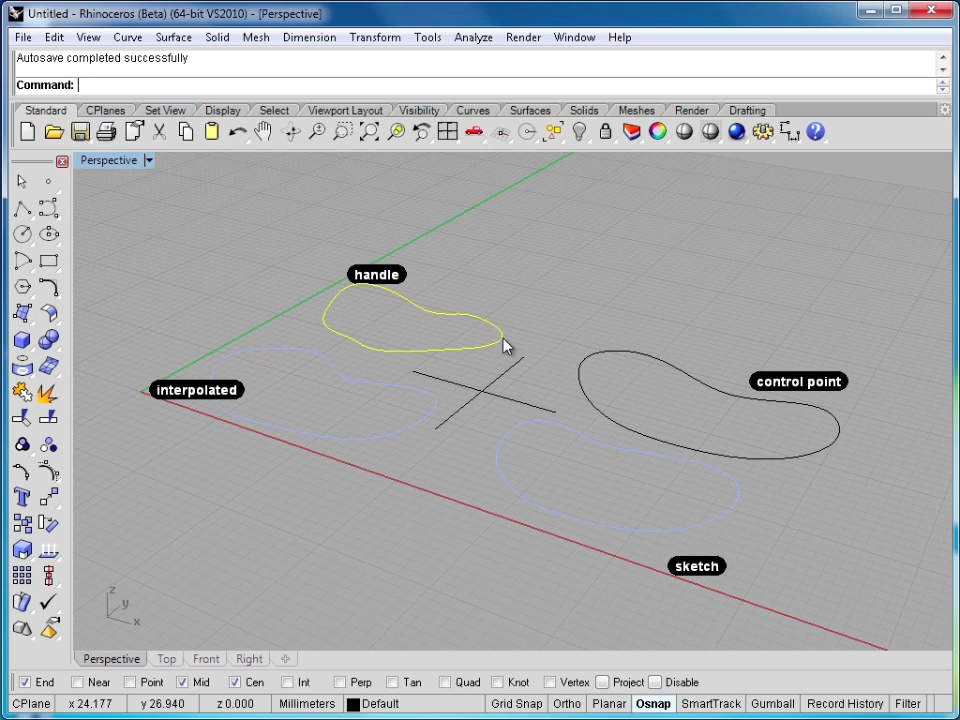 Untitled - Rhinoceros (Beta) (64-bit VS2010) - [Perspective]
File Edit View Curve Surface Solid Mesh Dimension Transform Tools Analyze Render Window Help
Autosave completed successfully
Command:
Standard CPlanes Set View Display Select Viewport Layout Visibility Curves Surfaces Solids Meshes Render Drafting
Perspective
handle
interpolated
control point
sketch
z
y
x
Perspective Top Front Right
End Near Point Mid Cen Int Perp Tan Quad Knot Vertex Project Disable
CPlane x 24.177 y 26.940 z 0.000 Millimeters Default Grid Snap Ortho Planar Osnap SmartTrack Gumball Record History Filter